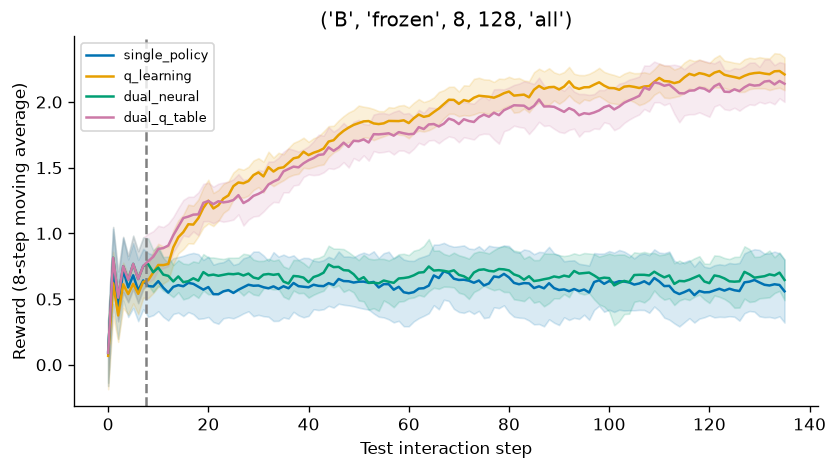 ('B', 'frozen', 8, 128, 'all')
single_policy
q_learning
dual_neural
dual_q_table
Reward (8-step moving average)
2.0
1.5
1.0
0.5
0.0
0 20 40 60 80 100 120 140
Test interaction step